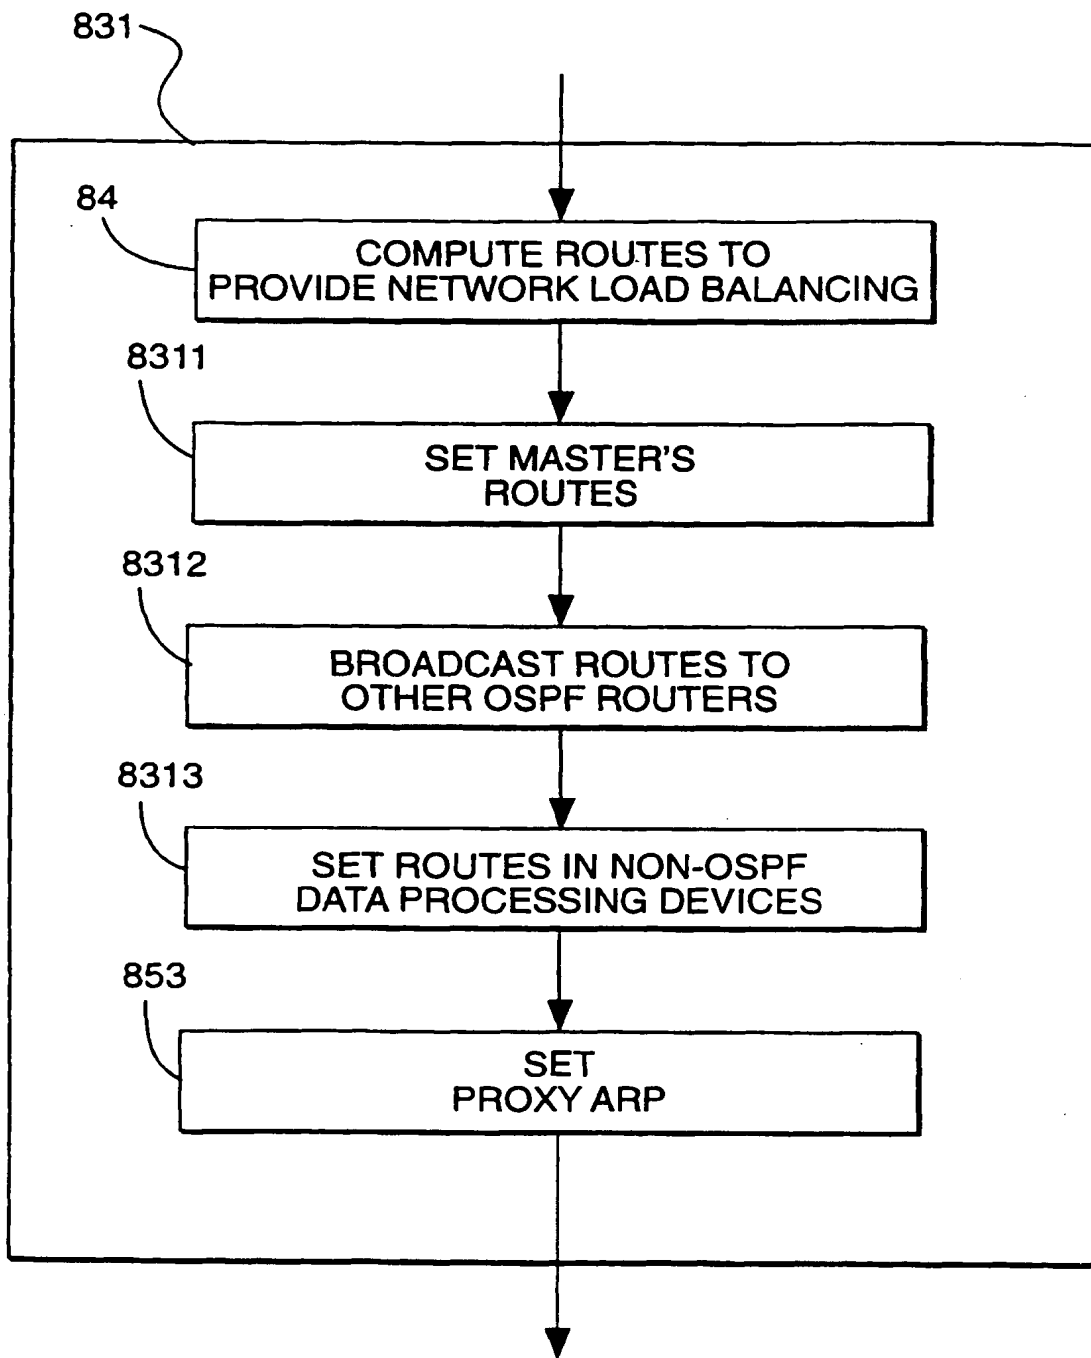 831
84
COMPUTE ROUTES TO
PROVIDE NETWORK LOAD BALANCING
8311
SET MASTER'S
ROUTES
8312
BROADCAST ROUTES TO
OTHER OSPF ROUTERS
8313
SET ROUTES IN NON-OSPF
DATA PROCESSING DEVICES
853
SET
PROXY ARP